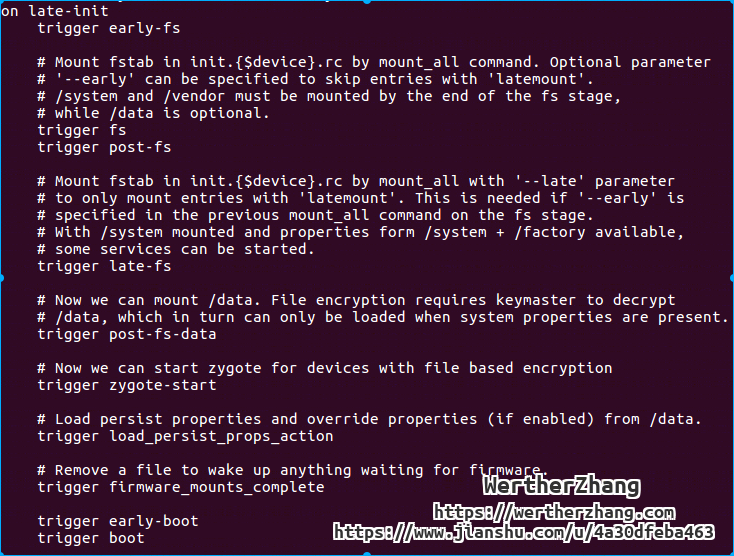 on late-init
    trigger early-fs

    # Mount fstab in init.{$device}.rc by mount_all command. Optional parameter
    # '--early' can be specified to skip entries with 'latemount'.
    # /system and /vendor must be mounted by the end of the fs stage,
    # while /data is optional.
    trigger fs
    trigger post-fs

    # Mount fstab in init.{$device}.rc by mount_all with '--late' parameter
    # to only mount entries with 'latemount'. This is needed if '--early' is
    # specified in the previous mount_all command on the fs stage.
    # With /system mounted and properties form /system + /factory available,
    # some services can be started.
    trigger late-fs

    # Now we can mount /data. File encryption requires keymaster to decrypt
    # /data, which in turn can only be loaded when system properties are present.
    trigger post-fs-data

    # Now we can start zygote for devices with file based encryption
    trigger zygote-start

    # Load persist properties and override properties (if enabled) from /data.
    trigger load_persist_props_action

    # Remove a file to wake up anything waiting for firmware.
    trigger firmware_mounts_complete

    trigger early-boot
    trigger boot
WertherZhang
https://wertherzhang.com
https://www.jianshu.com/u/4a30dfeba463